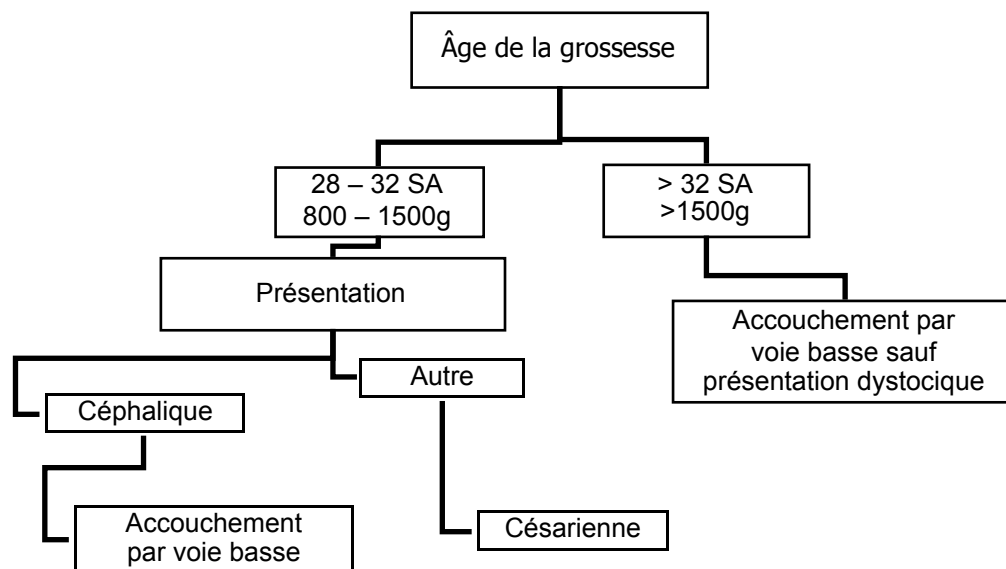 Âge de la grossesse
28 – 32 SA
800 – 1500g
> 32 SA
>1500g
Présentation
Accouchement par
voie basse sauf
présentation dystocique
Autre
Céphalique
Accouchement
par voie basse
Césarienne